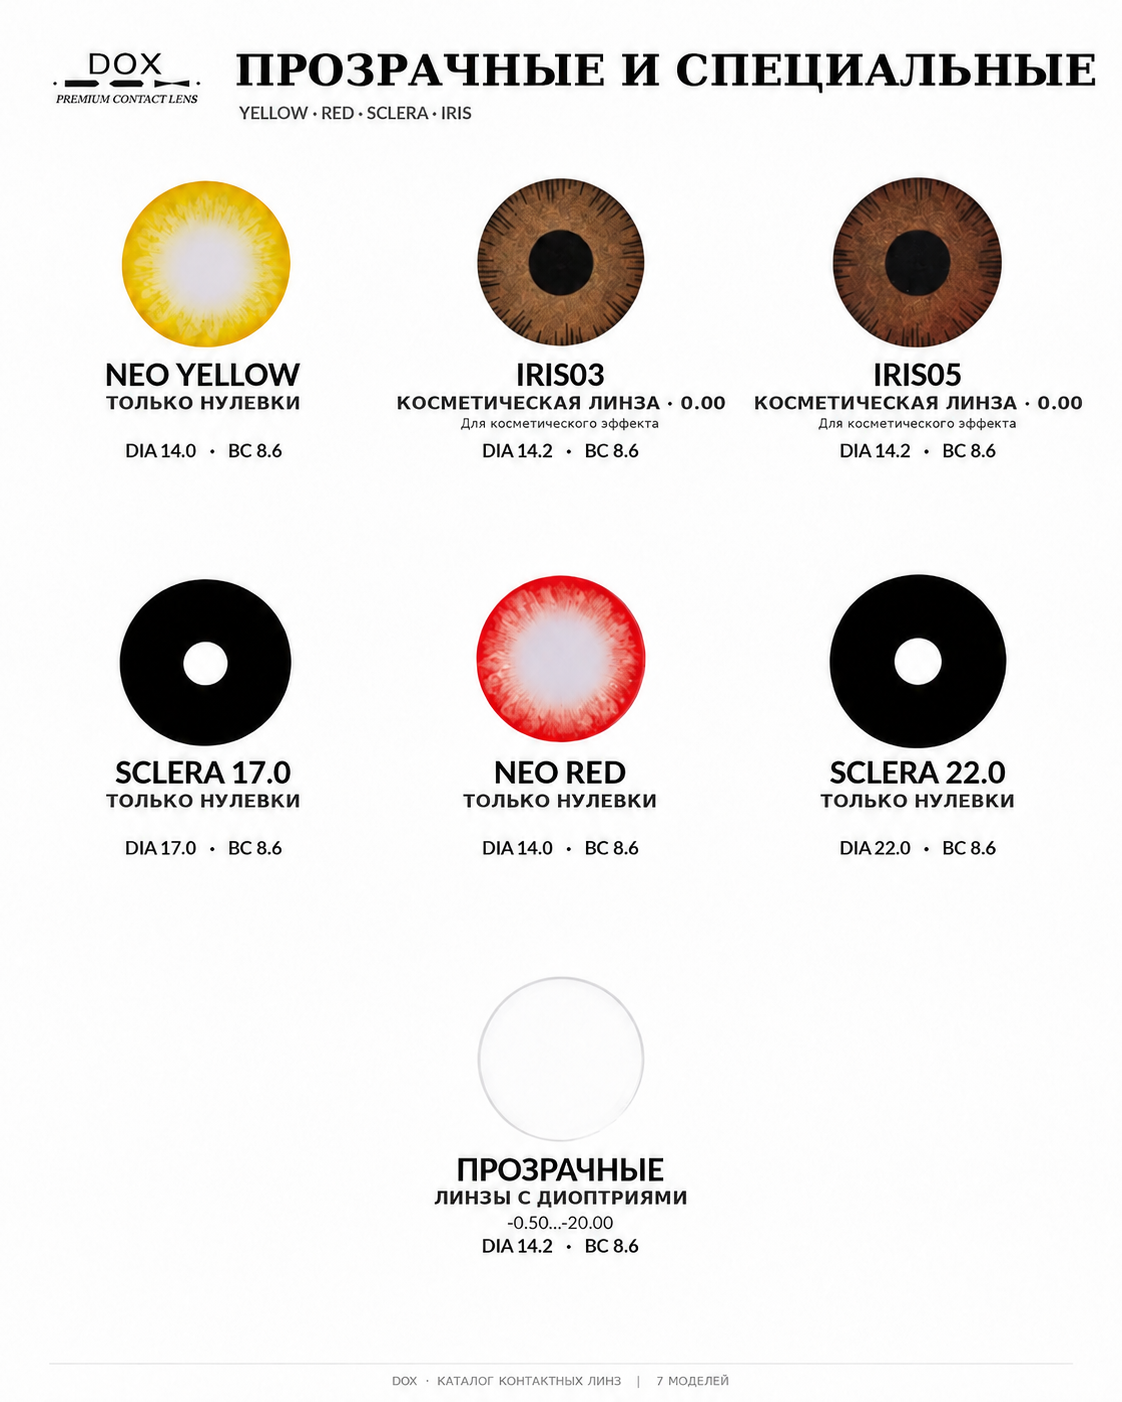 DOX
PREMIUM CONTACT LENS
ПРОЗРАЧНЫЕ И СПЕЦИАЛЬНЫЕ
YELLOW · RED · SCLERA · IRIS
NEO YELLOW
ТОЛЬКО НУЛЕВКИ
DIA 14.0 • BC 8.6
IRIS03
КОСМЕТИЧЕСКАЯ ЛИНЗА · 0.00
Для косметического эффекта
DIA 14.2 • BC 8.6
IRIS05
КОСМЕТИЧЕСКАЯ ЛИНЗА · 0.00
Для косметического эффекта
DIA 14.2 • BC 8.6
SCLERA 17.0
ТОЛЬКО НУЛЕВКИ
DIA 17.0 • BC 8.6
NEO RED
ТОЛЬКО НУЛЕВКИ
DIA 14.0 • BC 8.6
SCLERA 22.0
ТОЛЬКО НУЛЕВКИ
DIA 22.0 • BC 8.6
ПРОЗРАЧНЫЕ
ЛИНЗЫ С ДИОПТРИЯМИ
-0.50...-20.00
DIA 14.2 • BC 8.6
DOX · КАТАЛОГ КОНТАКТНЫХ ЛИНЗ | 7 МОДЕЛЕЙ